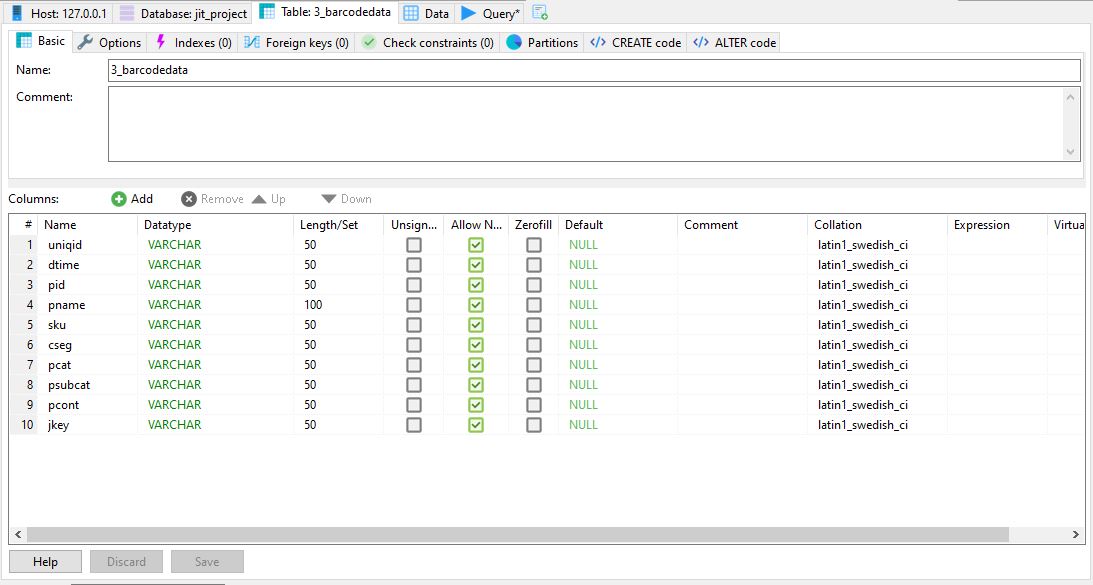 Host: 127.0.0.1 Database: jit_project Table: 3_barcodedata Data Query*
Basic Options Indexes (0) Foreign keys (0) Check constraints (0) Partitions CREATE code ALTER code
Name: 3_barcodedata
Comment:
Columns: Add Remove Up Down
# Name Datatype Length/Set Unsign... Allow N... Zerofill Default Comment Collation Expression Virtua
1 uniqid VARCHAR 50 NULL latin1_swedish_ci
2 dtime VARCHAR 50 NULL latin1_swedish_ci
3 pid VARCHAR 50 NULL latin1_swedish_ci
4 pname VARCHAR 100 NULL latin1_swedish_ci
5 sku VARCHAR 50 NULL latin1_swedish_ci
6 cseg VARCHAR 50 NULL latin1_swedish_ci
7 pcat VARCHAR 50 NULL latin1_swedish_ci
8 psubcat VARCHAR 50 NULL latin1_swedish_ci
9 pcont VARCHAR 50 NULL latin1_swedish_ci
10 jkey VARCHAR 50 NULL latin1_swedish_ci
Help Discard Save